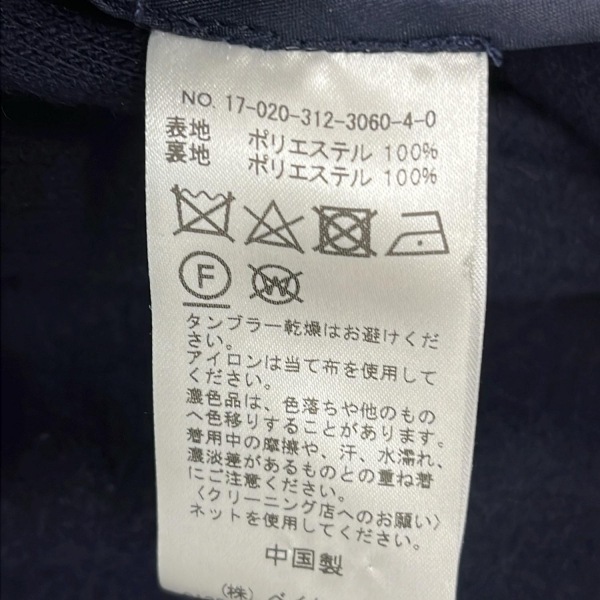 NO. 17-020-312-3060-4-0
表地 ポリエステル 100%
裏地 ポリエステル 100%
F W
タンブラー乾燥はお避けくだ
さい。
アイロンは当て布を使用して
ください。
濃色品は、色落ちや他のもの
へ色移りすることがあります。
着用中の摩擦や、汗、水濡れ、
濃淡差があるものとの重ね着
にご注意ください。
〈クリーニング店へのお願い〉
ネットを使用してください。
中国製
(株)ベイ